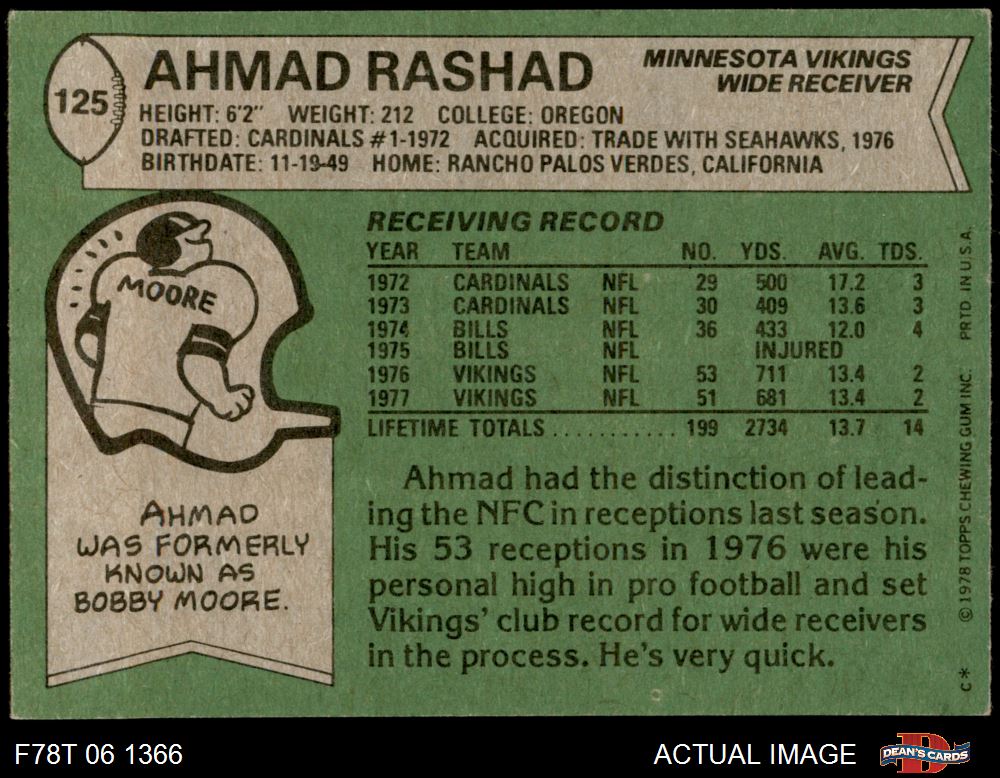 125
AHMAD RASHAD
MINNESOTA VIKINGS
WIDE RECEIVER
HEIGHT: 6'2" WEIGHT: 212 COLLEGE: OREGON
DRAFTED: CARDINALS #1-1972 ACQUIRED: TRADE WITH SEAHAWKS, 1976
BIRTHDATE: 11-19-49 HOME: RANCHO PALOS VERDES, CALIFORNIA
MOORE
AHMAD
WAS FORMERLY
KNOWN AS
BOBBY MOORE.
RECEIVING RECORD
YEAR TEAM NO. YDS. AVG. TDS.
1972 CARDINALS NFL 29 500 17.2 3
1973 CARDINALS NFL 30 409 13.6 3
1974 BILLS NFL 36 433 12.0 4
1975 BILLS NFL INJURED
1976 VIKINGS NFL 53 711 13.4 2
1977 VIKINGS NFL 51 681 13.4 2
LIFETIME TOTALS ........... 199 2734 13.7 14
Ahmad had the distinction of lead-
ing the NFC in receptions last season.
His 53 receptions in 1976 were his
personal high in pro football and set
Vikings' club record for wide receivers
in the process. He's very quick.
C* ©1978 TOPPS CHEWING GUM INC. PRTD. IN U.S.A.
F78T 06 1366
ACTUAL IMAGE
D
DEAN'S CARDS